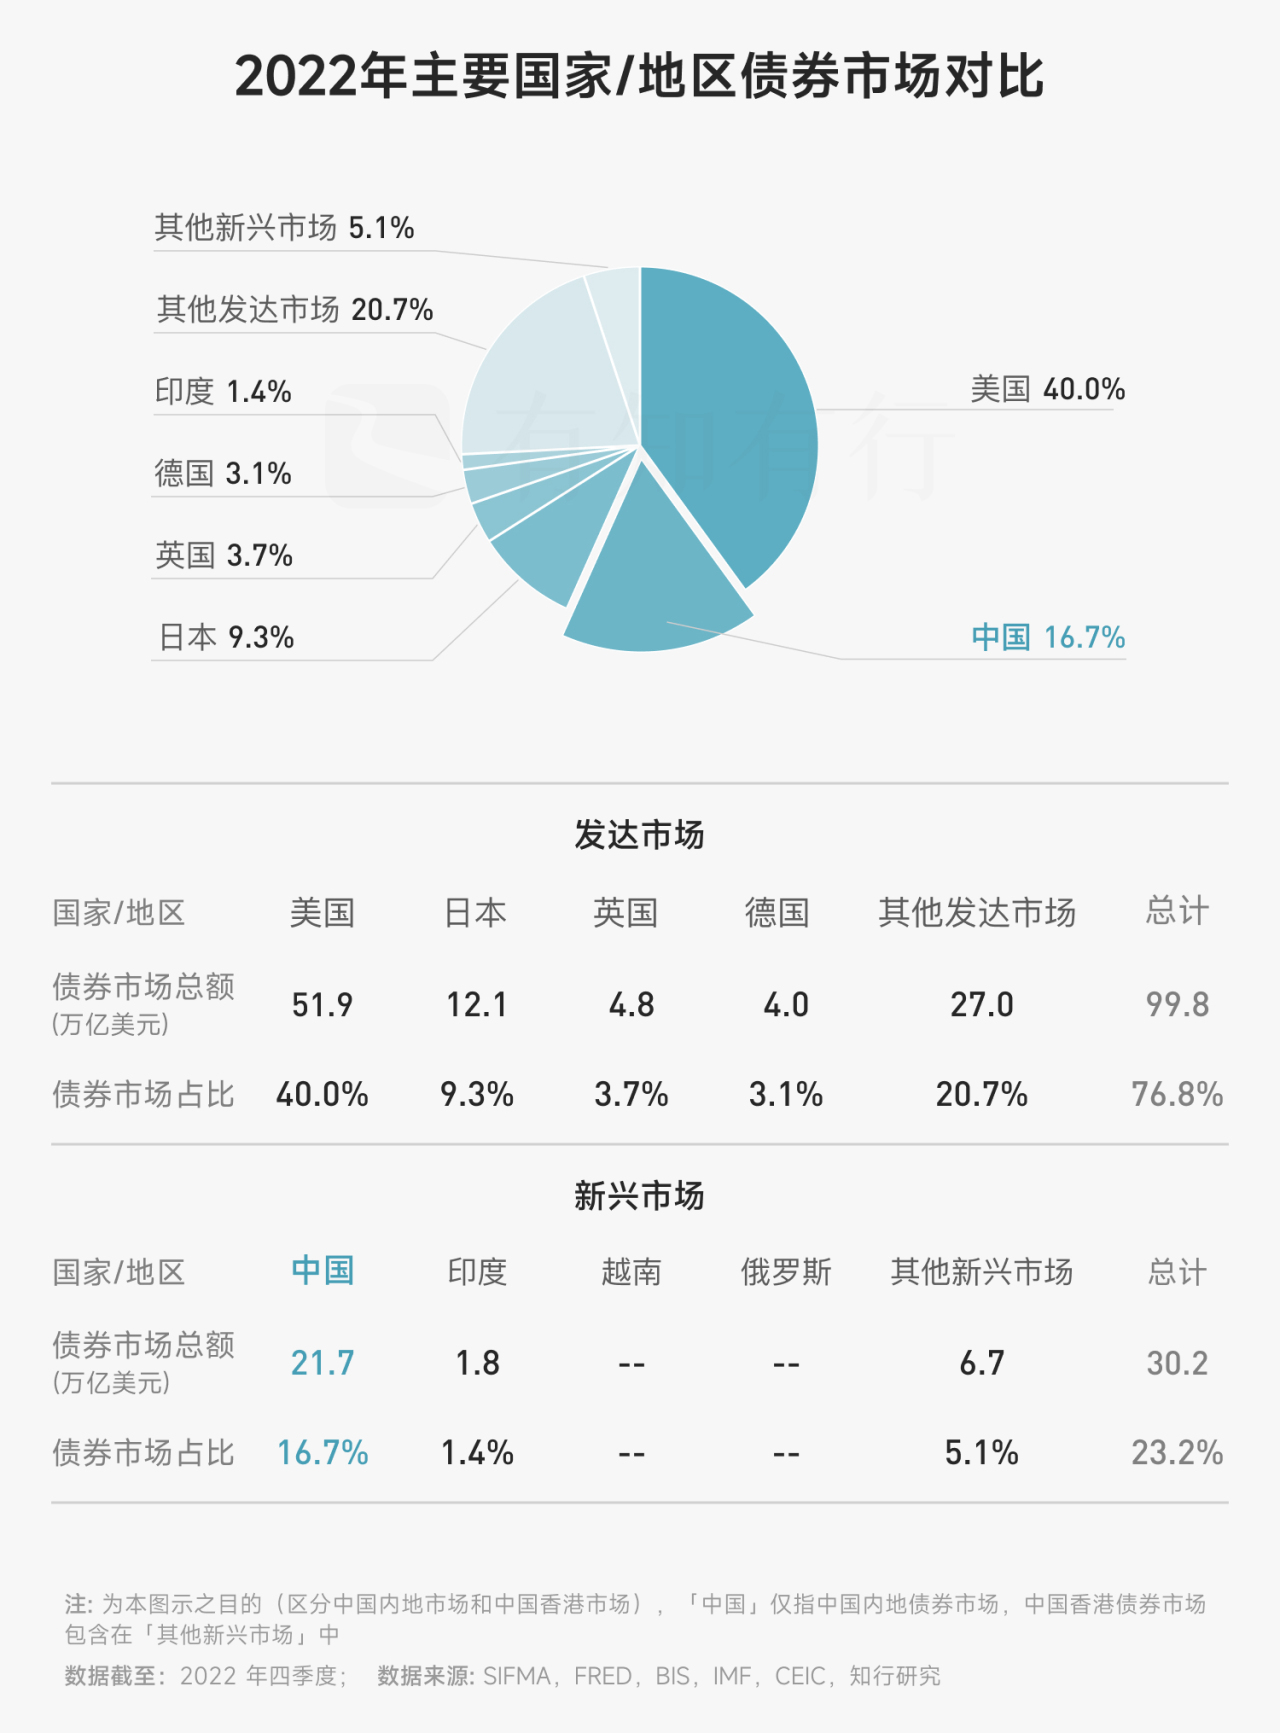 2022年主要国家/地区债券市场对比
其他新兴市场 5.1%
其他发达市场 20.7%
印度 1.4%
德国 3.1%
英国 3.7%
日本 9.3%
美国 40.0%
中国 16.7%
有知有行
发达市场
国家/地区 美国 日本 英国 德国 其他发达市场 总计
债券市场总额
(万亿美元) 51.9 12.1 4.8 4.0 27.0 99.8
债券市场占比 40.0% 9.3% 3.7% 3.1% 20.7% 76.8%
新兴市场
国家/地区 中国 印度 越南 俄罗斯 其他新兴市场 总计
债券市场总额
(万亿美元) 21.7 1.8 -- -- 6.7 30.2
债券市场占比 16.7% 1.4% -- -- 5.1% 23.2%
注: 为本图示之目的（区分中国内地市场和中国香港市场），「中国」仅指中国内地债券市场，中国香港债券市场
包含在「其他新兴市场」中
数据截至：2022 年四季度； 数据来源: SIFMA，FRED，BIS，IMF，CEIC，知行研究